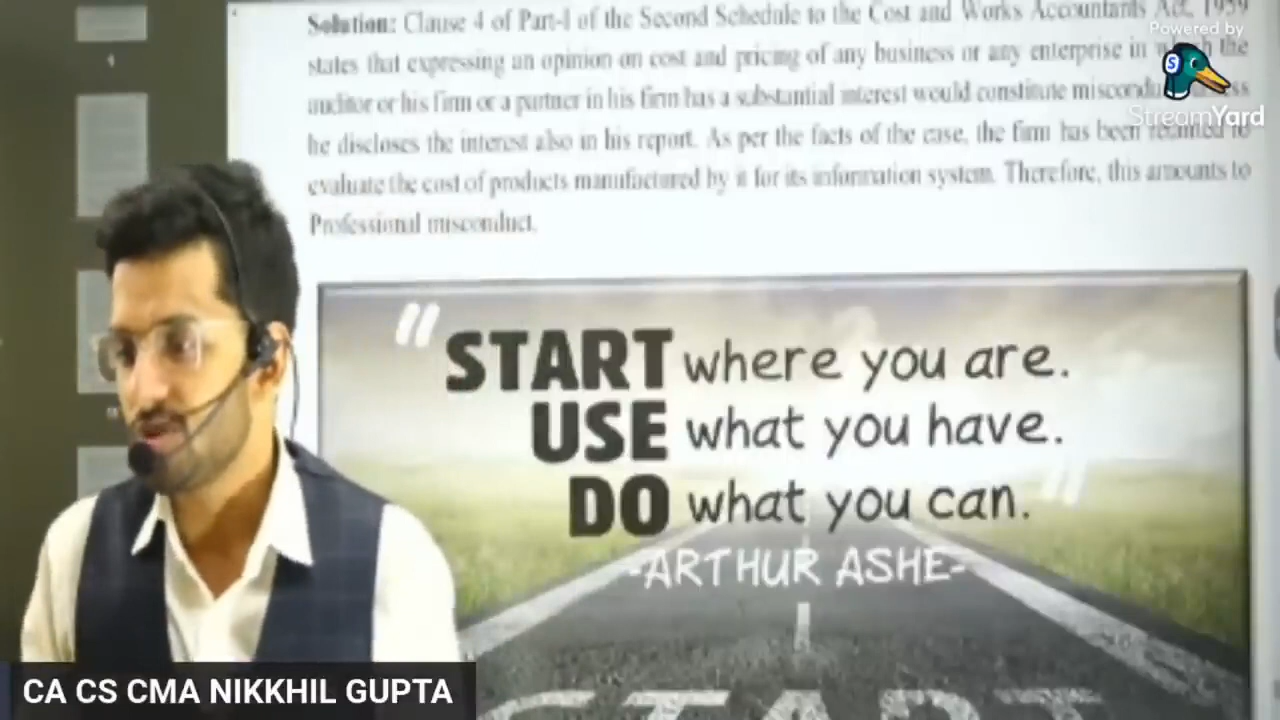 Solution: Clause 4 of Part-I of the Second Schedule to the Cost and Works Accountants Act, 1959
states that expressing an opinion on cost and pricing of any business or any enterprise in which the
auditor or his firm or a partner in his firm has a substantial interest would constitute
he discloses the interest also in his report. As per the facts of the case, the firm has been retained to
evaluate the cost of products manufactured by it for its information system. Therefore, this amounts to
Professional misconduct.
Powered by
S
StreamYard
"START where you are.
USE what you have.
DO what you can."
-ARTHUR ASHE-
START
CA CS CMA NIKKHIL GUPTA